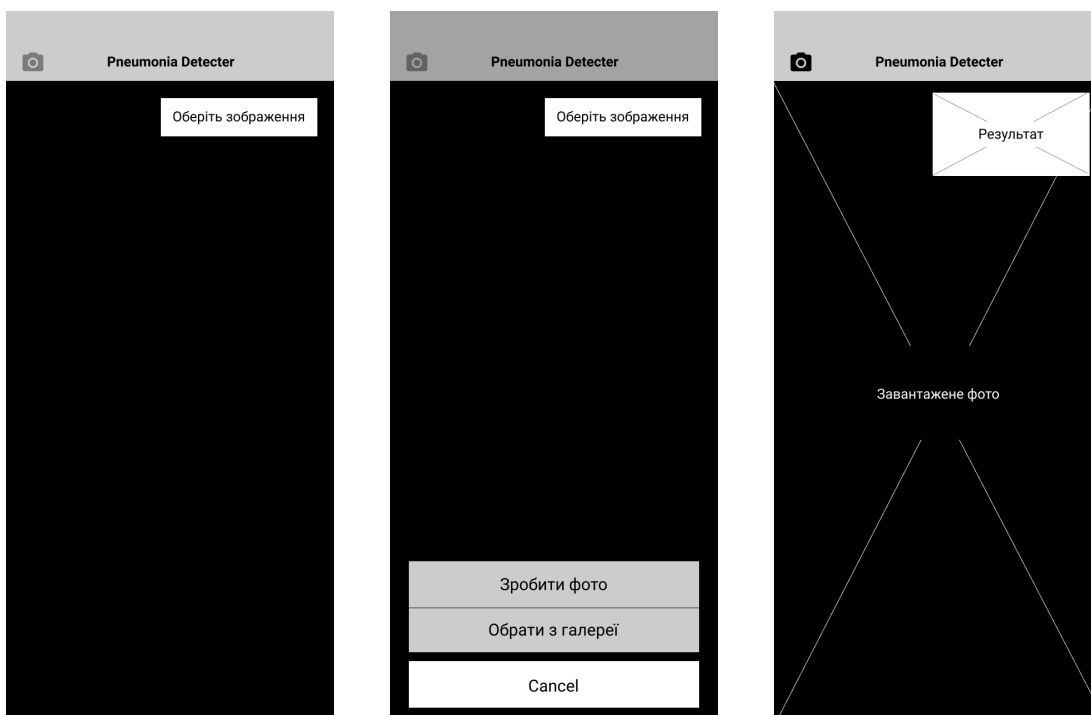 Pneumonia Detecter
Оберіть зображення
Pneumonia Detecter
Оберіть зображення
Зробити фото
Обрати з галереї
Cancel
Pneumonia Detecter
Результат
Завантажене фото